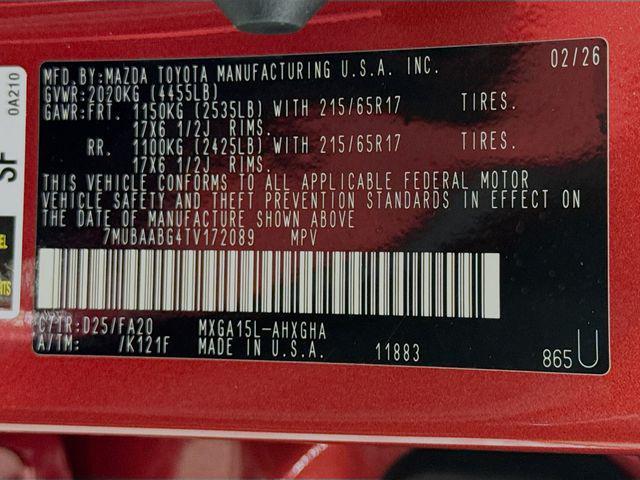 0A210
SF
MFD.BY:MAZDA TOYOTA MANUFACTURING U.S.A. INC. 02/26
GVWR:2020KG (4455LB)
GAWR:FRT. 1150KG (2535LB) WITH 215/65R17 TIRES.
17X6 1/2J RIMS.
RR. 1100KG (2425LB) WITH 215/65R17 TIRES.
17X6 1/2J RIMS.
THIS VEHICLE CONFORMS TO ALL APPLICABLE FEDERAL MOTOR
VEHICLE SAFETY AND THEFT PREVENTION STANDARDS IN EFFECT ON
THE DATE OF MANUFACTURE SHOWN ABOVE
7MUBAABG4TV172089 MPV
C/TR:D25/FA20 MXGA15L-AHXGHA
A/TM: /K121F MADE IN U.S.A. 11883 865U